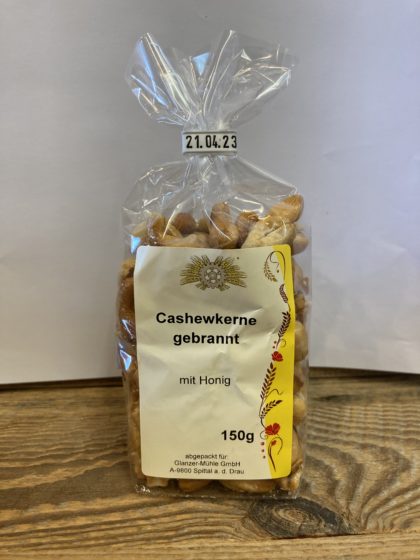 21.04.23
Cashewkerne
gebrannt
mit Honig
150g
abgepackt für:
Glanzer-Mühle GmbH
A-9800 Spittal a. d. Drau